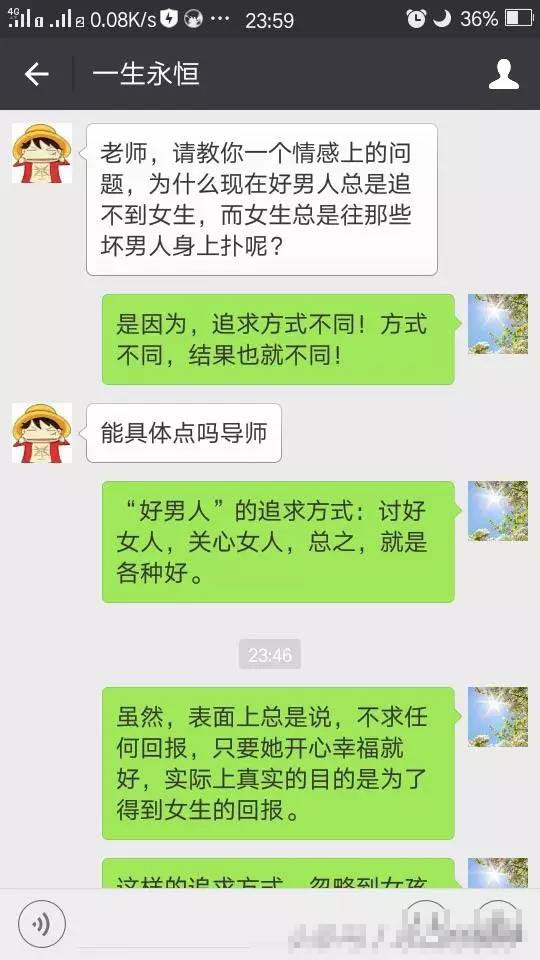 4G 0.08K/s ··· 23:59 36%
一生永恒
老师，请教你一个情感上的问
题，为什么现在好男人总是追
不到女生，而女生总是往那些
坏男人身上扑呢？
是因为，追求方式不同！方式
不同，结果也就不同！
能具体点吗导师
“好男人”的追求方式：讨好
女人，关心女人，总之，就是
各种好。
23:46
虽然，表面上总是说，不求任
何回报，只要她开心幸福就
好，实际上真实的目的是为了
得到女生的回报。
这样的追求方式，忽略到女孩